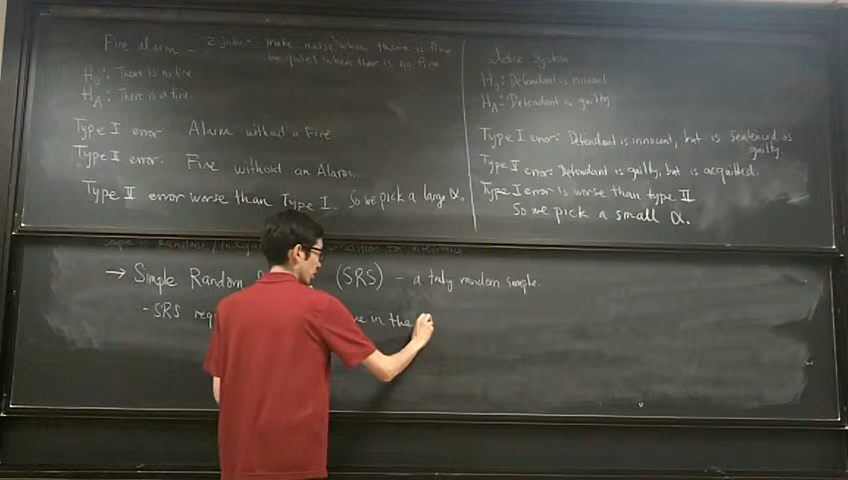 Fire alarm - 2 jobs - make noise when there is fire
be quiet when there is no fire
H0: There is no fire
HA: There is a fire.
Type I error: Alarm without a Fire
Type II error: Fire without an Alarm.
Type II error worse than Type I. So we pick a large α.
System
H0: Defendant is innocent
HA: Defendant is guilty
Type I error: Defendant is innocent, but is sentenced as
guilty.
Type II error: Defendant is guilty, but is acquitted.
Type I error is worse than type II
So we pick a small α.
→ Simple Random (SRS) - a truly random sample.
- SRS in the